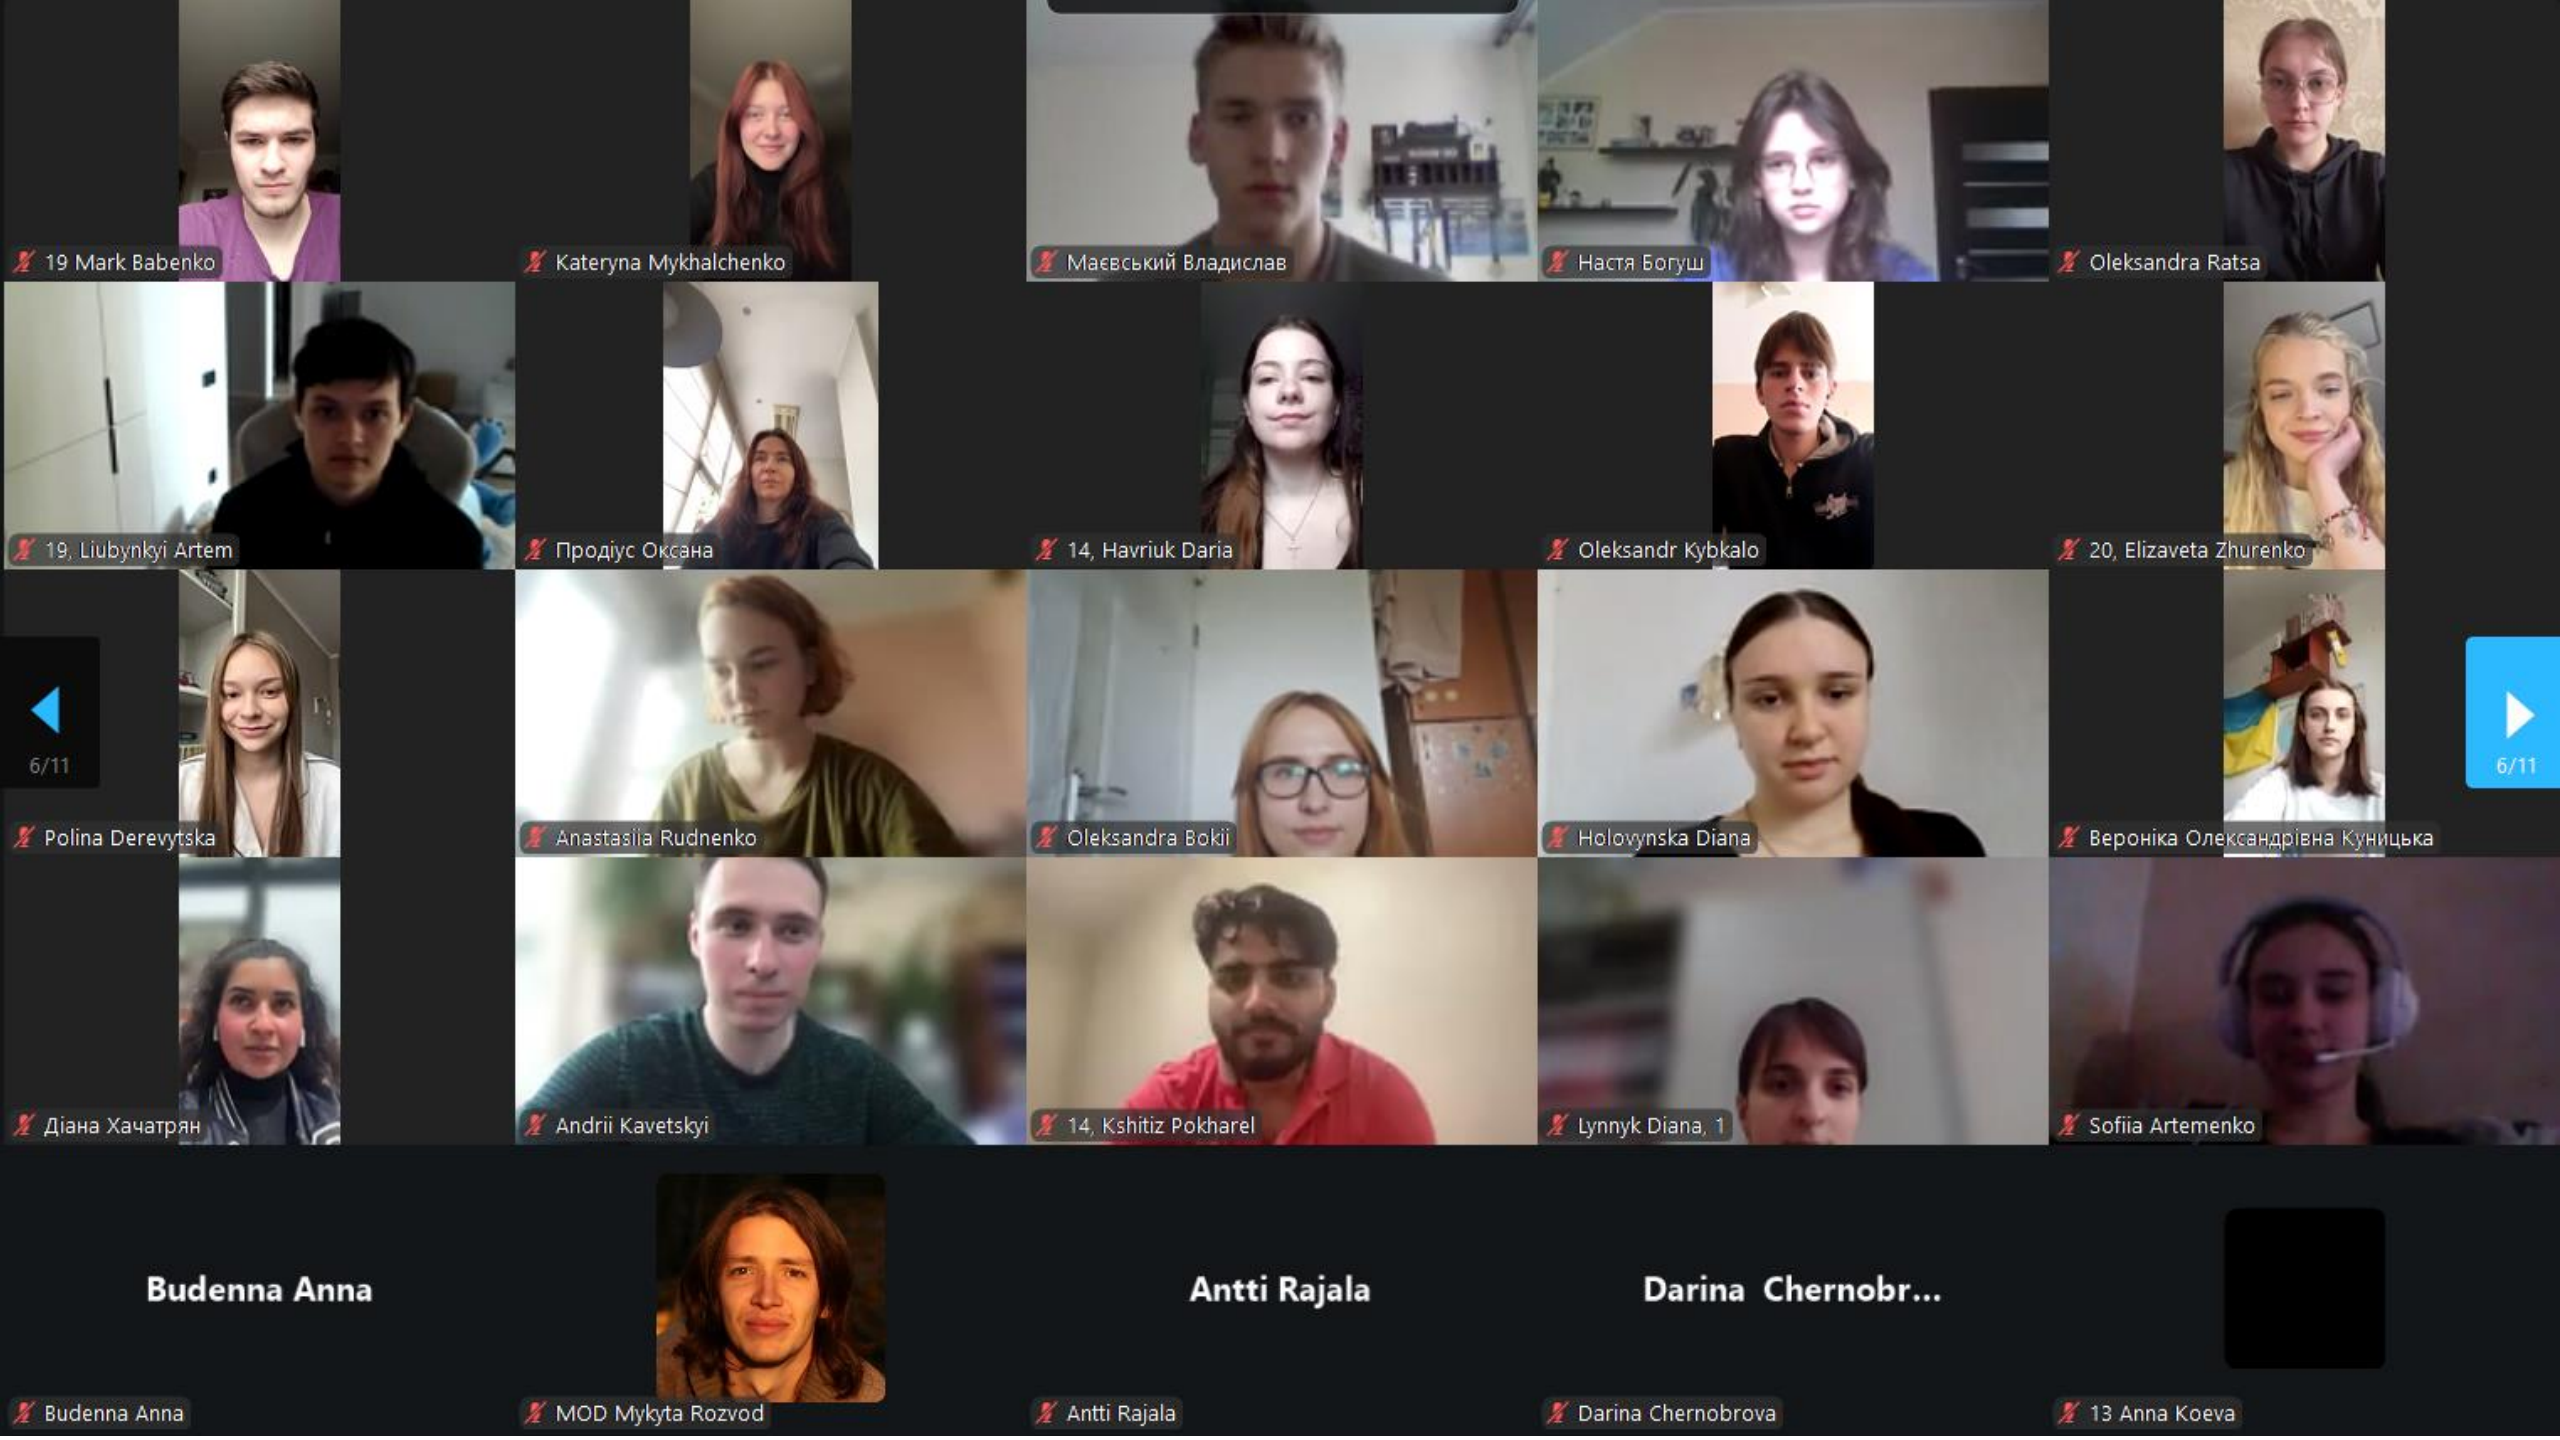 19 Mark Babenko
Kateryna Mykhalchenko
Маєвський Владислав
Настя Богуш
Oleksandra Ratsa
19, Liubynkyi Artem
Продіус Оксана
14, Havriuk Daria
Oleksandr Kybkalo
20, Elizaveta Zhurenko
6/11
6/11
Polina Derevytska
Anastasiia Rudnenko
Oleksandra Bokii
Holovynska Diana
Вероніка Олександрівна Куницька
Діана Хачатрян
Andrii Kavetskyi
14, Kshitiz Pokharel
Lynnyk Diana, 1
Sofiia Artemenko
Budenna Anna
Antti Rajala
Darina Chernobr...
Budenna Anna
MOD Mykyta Rozvod
Antti Rajala
Darina Chernobrova
13 Anna Koeva